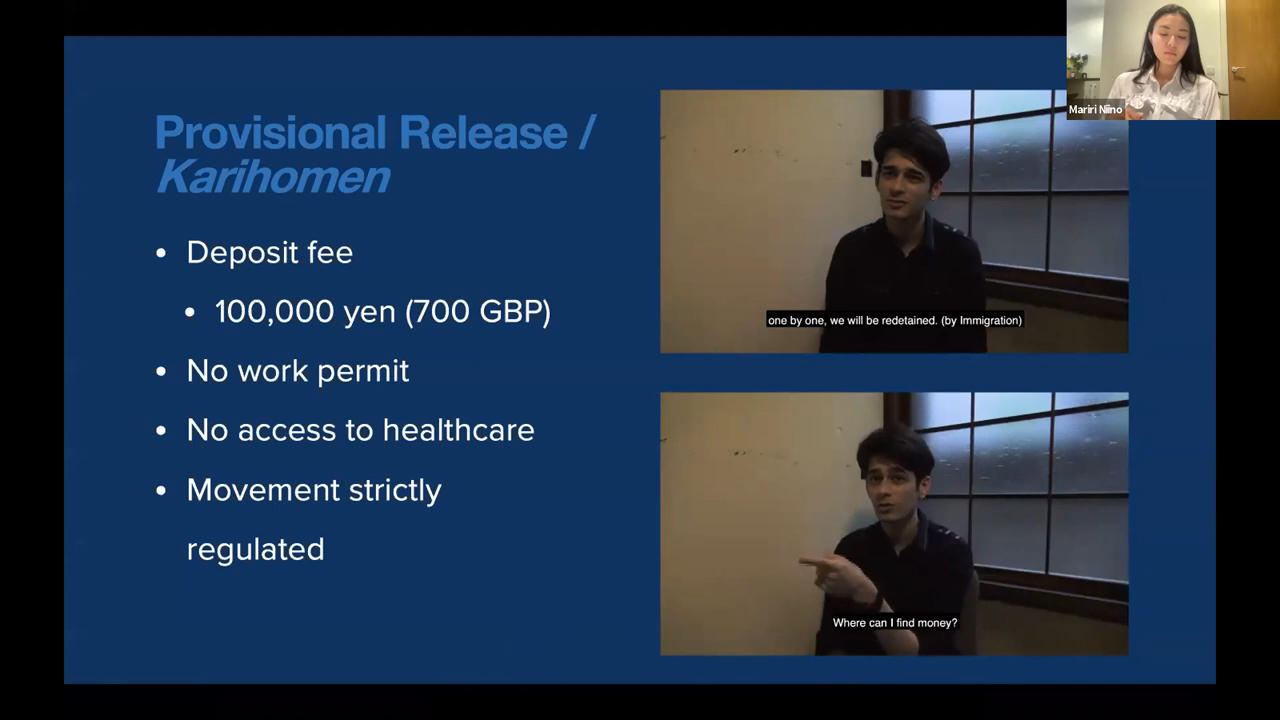 Provisional Release /
Karihomen
• Deposit fee
• 100,000 yen (700 GBP)
• No work permit
• No access to healthcare
• Movement strictly
regulated
one by one, we will be redetained. (by Immigration)
Where can I find money?
Mariri Niino